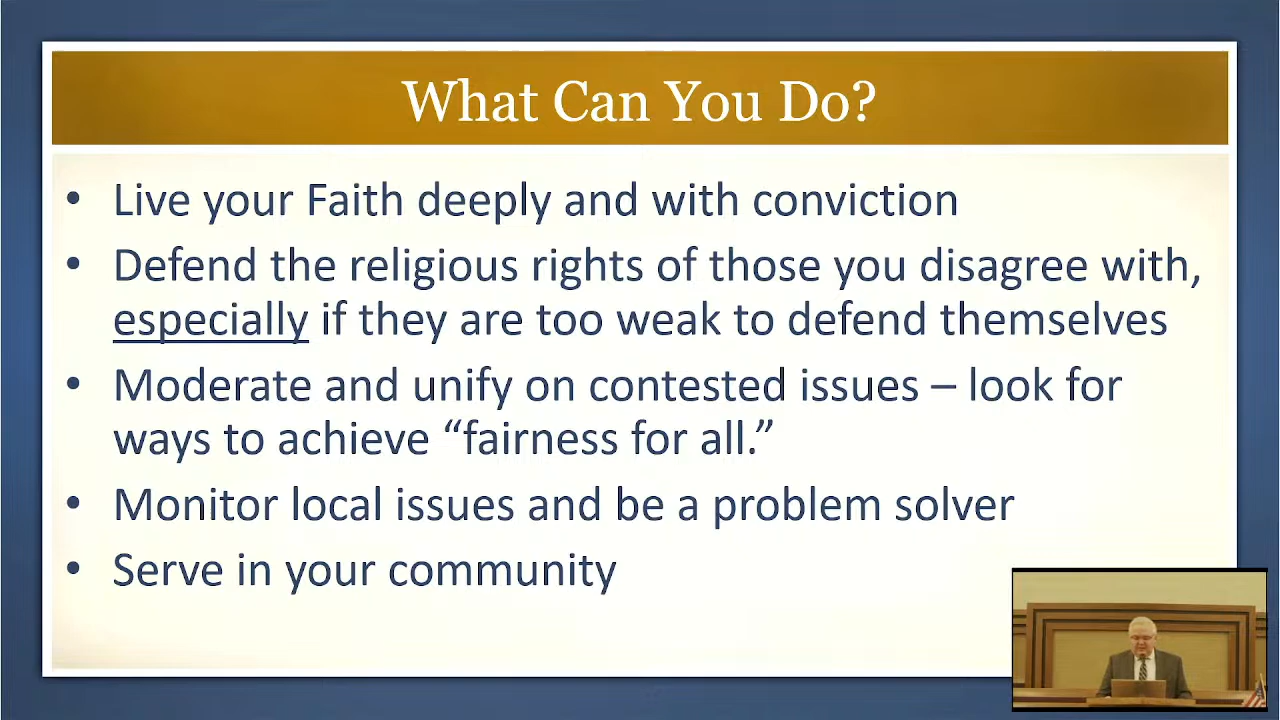 What Can You Do?
• Live your Faith deeply and with conviction
• Defend the religious rights of those you disagree with,
especially if they are too weak to defend themselves
• Moderate and unify on contested issues – look for
ways to achieve “fairness for all.”
• Monitor local issues and be a problem solver
• Serve in your community